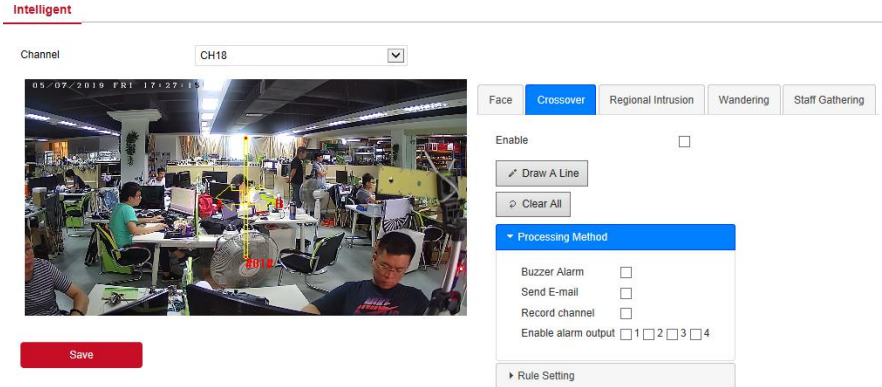 Intelligent
Channel CH18
05/07/2019 FRI 17:27:15
#01#
Save
Face Crossover Regional Intrusion Wandering Staff Gathering
Enable
Draw A Line
Clear All
Processing Method
Buzzer Alarm
Send E-mail
Record channel
Enable alarm output 1 2 3 4
Rule Setting